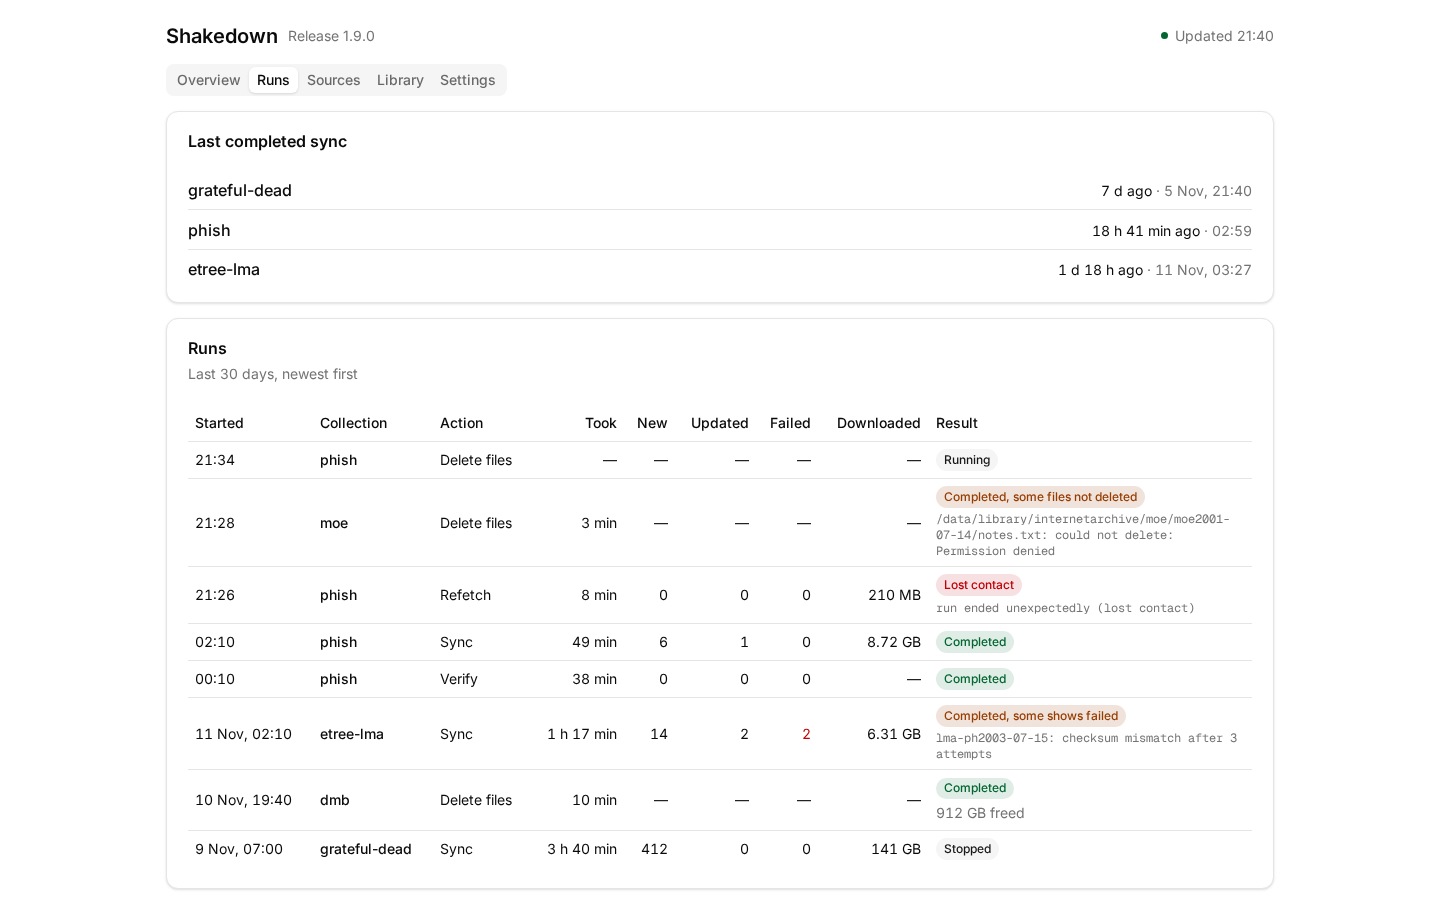 Shakedown Release 1.9.0 Updated 21:40
Overview Runs Sources Library Settings
Last completed sync
grateful-dead 7 d ago · 5 Nov, 21:40
phish 18 h 41 min ago · 02:59
etree-lma 1 d 18 h ago · 11 Nov, 03:27
Runs
Last 30 days, newest first
Started Collection Action Took New Updated Failed Downloaded Result
21:34 phish Delete files — — — — — Running
21:28 moe Delete files 3 min — — — — Completed, some files not deleted
/data/library/internetarchive/moe/moe2001-
07-14/notes.txt: could not delete:
Permission denied
21:26 phish Refetch 8 min 0 0 0 210 MB Lost contact
run ended unexpectedly (lost contact)
02:10 phish Sync 49 min 6 1 0 8.72 GB Completed
00:10 phish Verify 38 min 0 0 0 — Completed
11 Nov, 02:10 etree-lma Sync 1 h 17 min 14 2 2 6.31 GB Completed, some shows failed
lma-ph2003-07-15: checksum mismatch after 3
attempts
10 Nov, 19:40 dmb Delete files 10 min — — — — Completed
912 GB freed
9 Nov, 07:00 grateful-dead Sync 3 h 40 min 412 0 0 141 GB Stopped